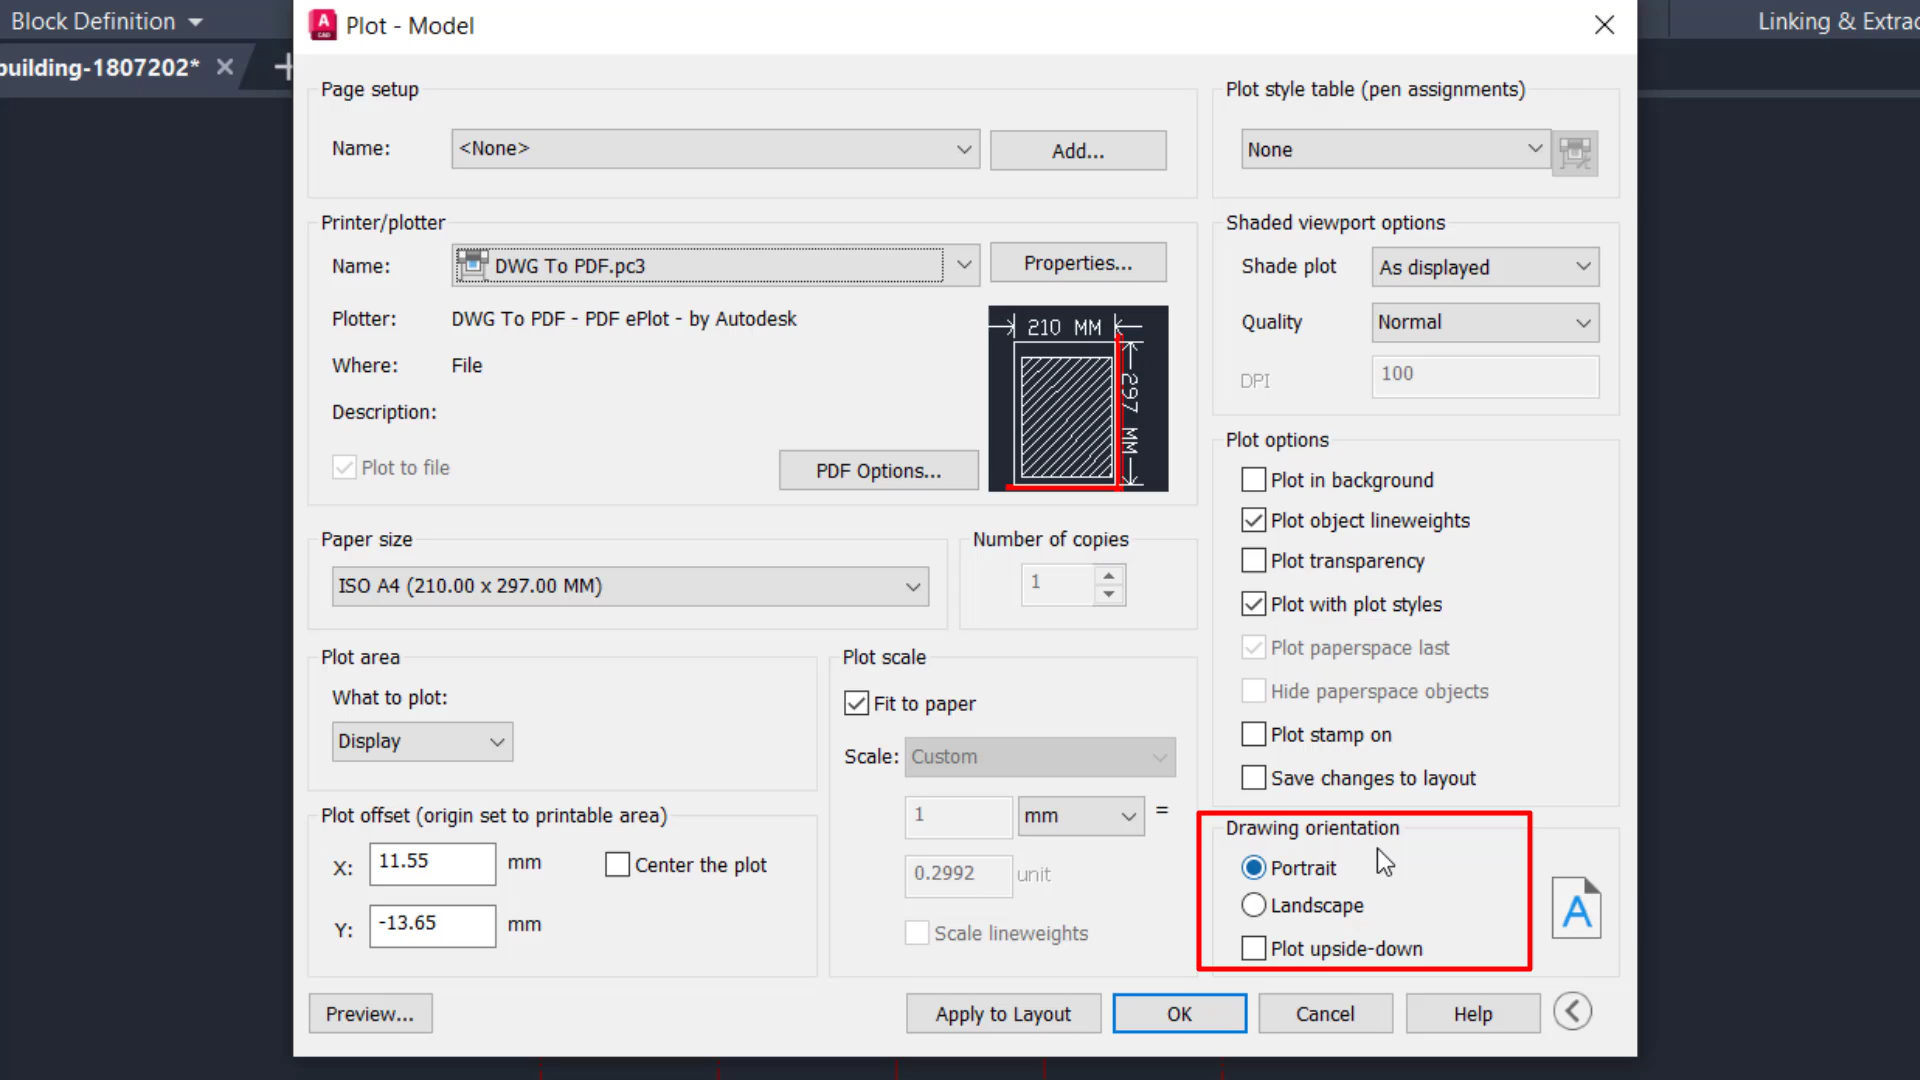 Block Definition
Linking & Extrac
building-1807202*
A
CAD
Plot - Model
Page setup
Name:
<None>
Add...
Printer/plotter
Name:
DWG To PDF.pc3
Properties...
Plotter:
DWG To PDF - PDF ePlot - by Autodesk
Where:
File
Description:
Plot to file
PDF Options...
210 MM
297 MM
Paper size
ISO A4 (210.00 x 297.00 MM)
Number of copies
1
Plot area
What to plot:
Display
Plot scale
Fit to paper
Scale:
Custom
1
mm
=
0.2992
unit
Scale lineweights
Plot offset (origin set to printable area)
X:
11.55
mm
Center the plot
Y:
-13.65
mm
Plot style table (pen assignments)
None
Shaded viewport options
Shade plot
As displayed
Quality
Normal
DPI
100
Plot options
Plot in background
Plot object lineweights
Plot transparency
Plot with plot styles
Plot paperspace last
Hide paperspace objects
Plot stamp on
Save changes to layout
Drawing orientation
Portrait
Landscape
Plot upside-down
A
Preview...
Apply to Layout
OK
Cancel
Help